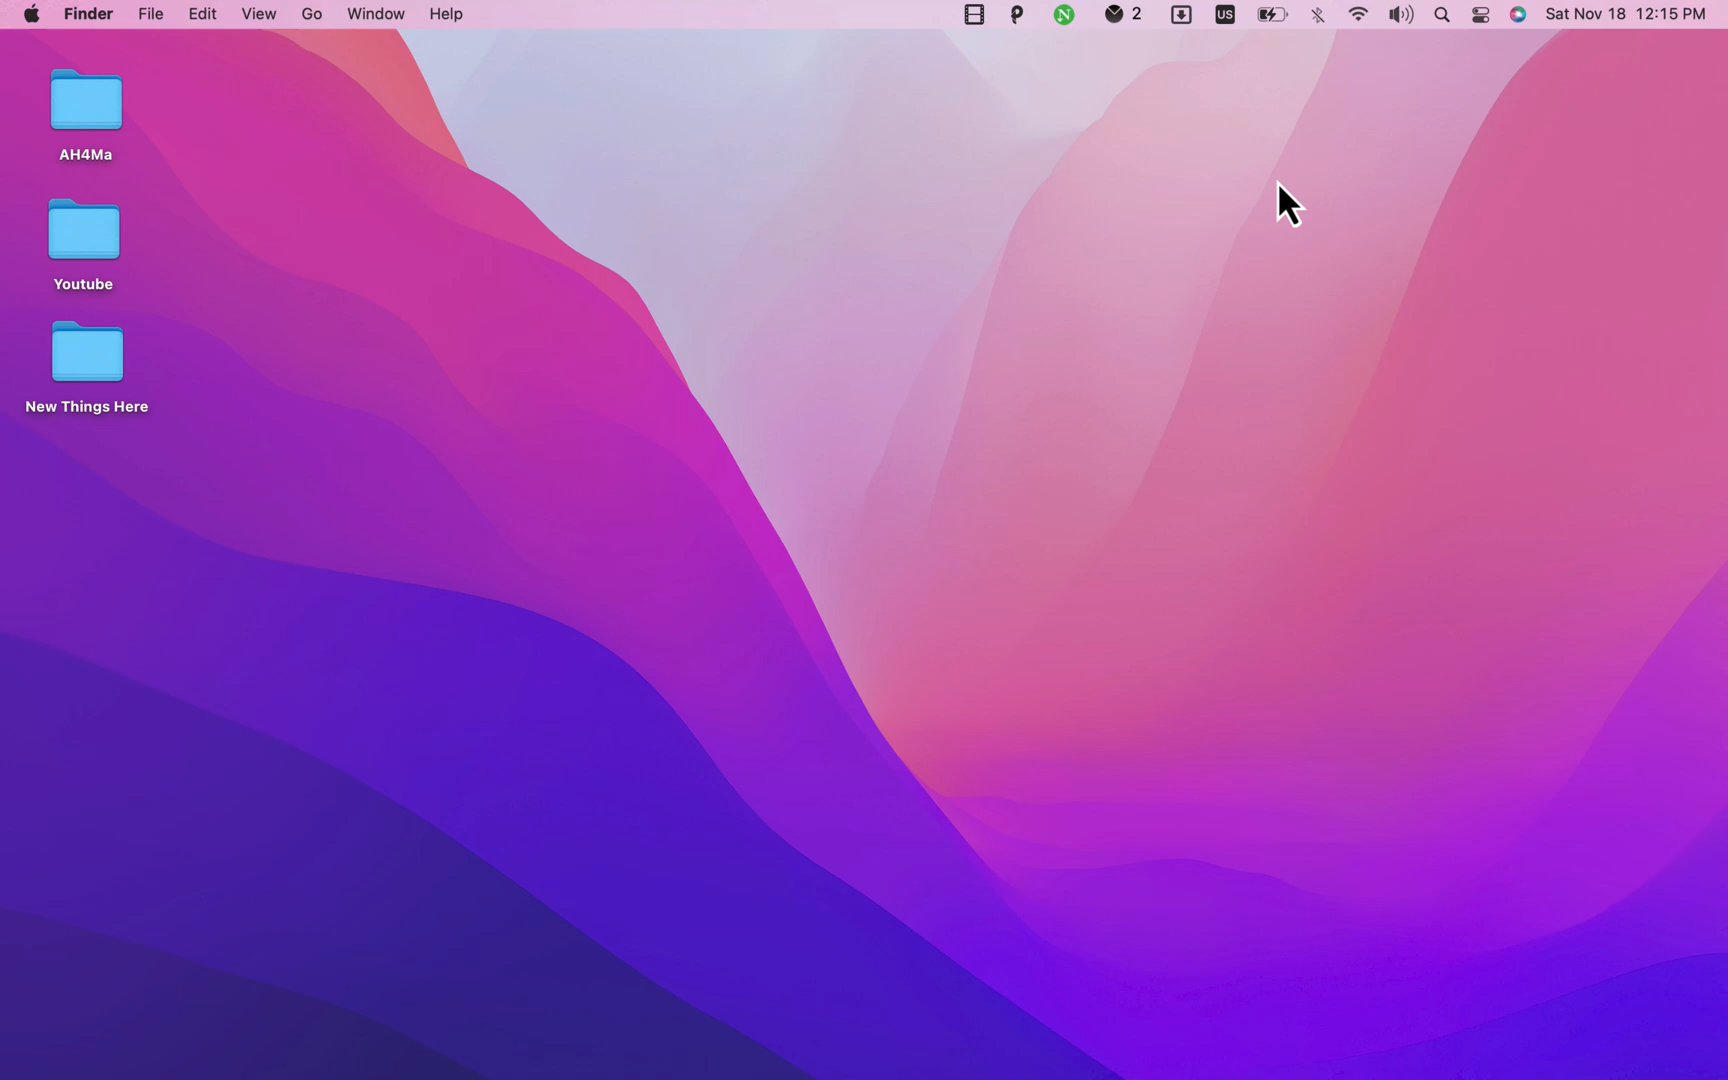 Finder File Edit View Go Window Help 2 US Sat Nov 18 12:15 PM
AH4Ma
Youtube
New Things Here